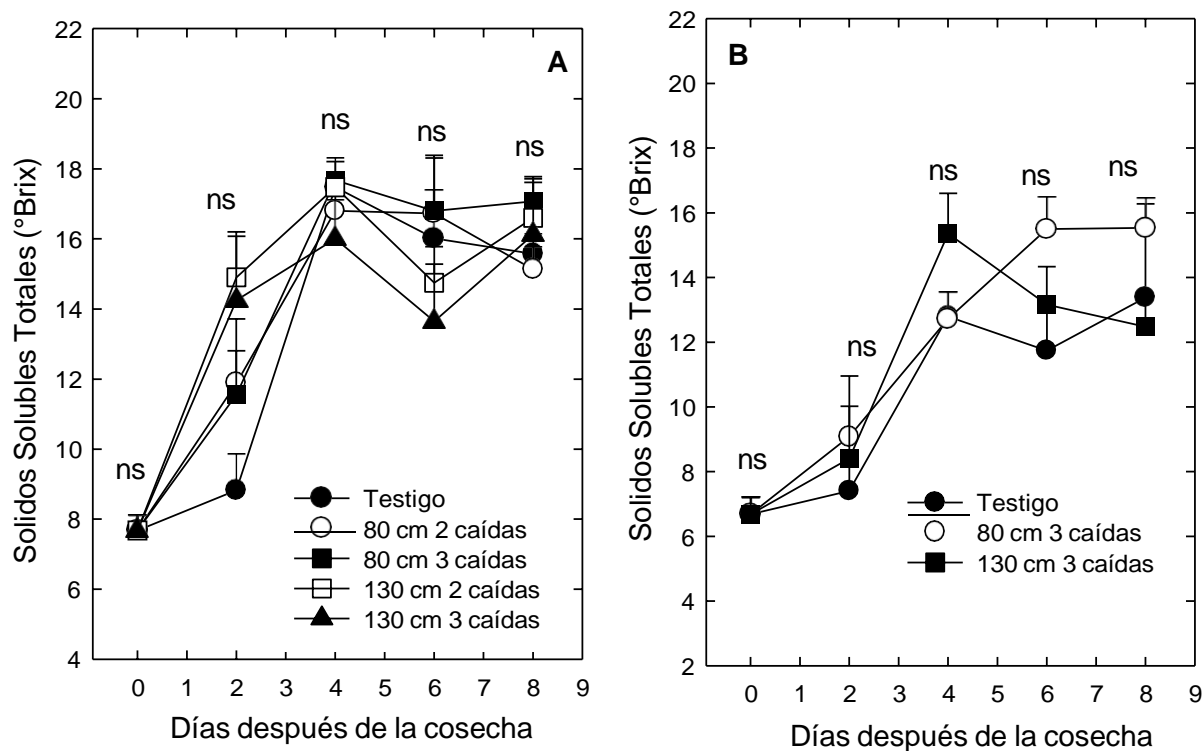 A
Solidos Solubles Totales (°Brix)
22
20
18
16
14
12
10
8
6
4
ns
ns
ns
ns
ns
Testigo
80 cm 2 caídas
80 cm 3 caídas
130 cm 2 caídas
130 cm 3 caídas
0 1 2 3 4 5 6 7 8 9
Días después de la cosecha
B
Solidos Solubles Totales (°Brix)
22
20
18
16
14
12
10
8
6
4
2
ns
ns
ns
ns
ns
Testigo
80 cm 3 caídas
130 cm 3 caídas
0 1 2 3 4 5 6 7 8 9
Días después de la cosecha